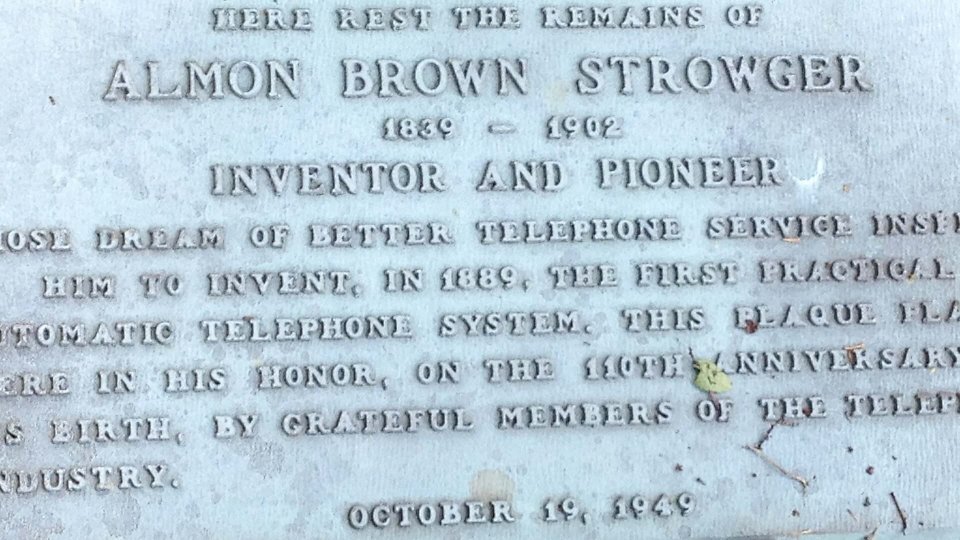 HERE REST THE REMAINS OF
ALMON BROWN STROWGER
1839 – 1902
INVENTOR AND PIONEER
HOSE DREAM OF BETTER TELEPHONE SERVICE INSPI
HIM TO INVENT, IN 1889, THE FIRST PRACTICAL
UTOMATIC TELEPHONE SYSTEM. THIS PLAQUE PLA
ERE IN HIS HONOR, ON THE 110TH ANNIVERSARY
S BIRTH, BY GRATEFUL MEMBERS OF THE TELEP
NDUSTRY.
OCTOBER 19, 1949